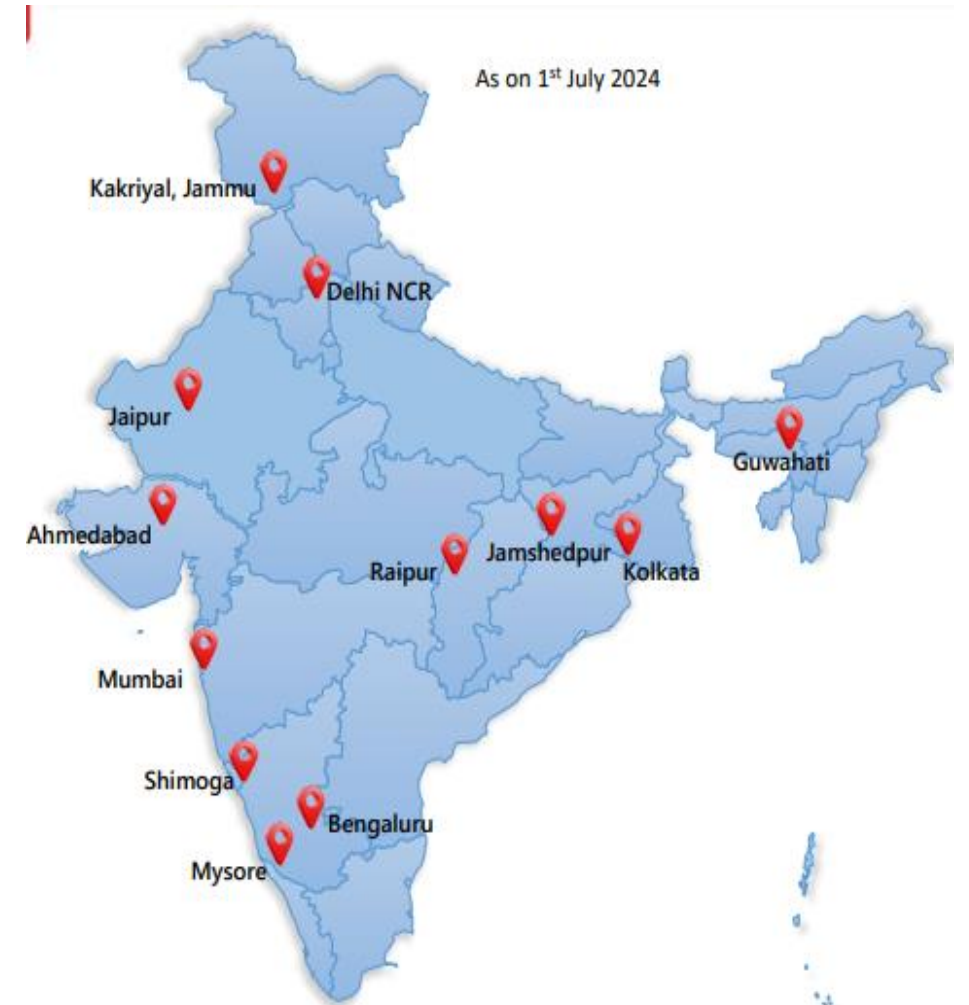 As on 1st July 2024
Kakriyal, Jammu
Delhi NCR
Jaipur
Guwahati
Ahmedabad
Jamshedpur
Raipur
Kolkata
Mumbai
Shimoga
Bengaluru
Mysore